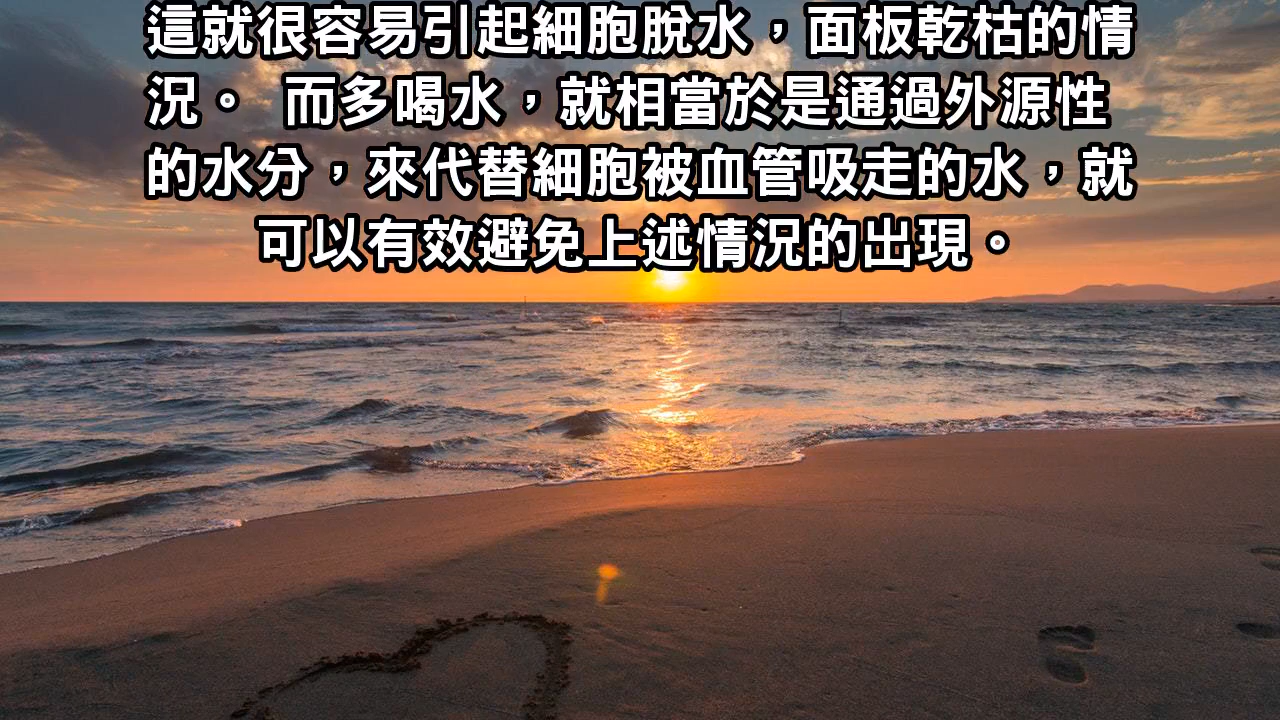 這就很容易引起細胞脫水，面板乾枯的情
況。 而多喝水，就相當於是通過外源性
的水分，來代替細胞被血管吸走的水，就
可以有效避免上述情況的出現。